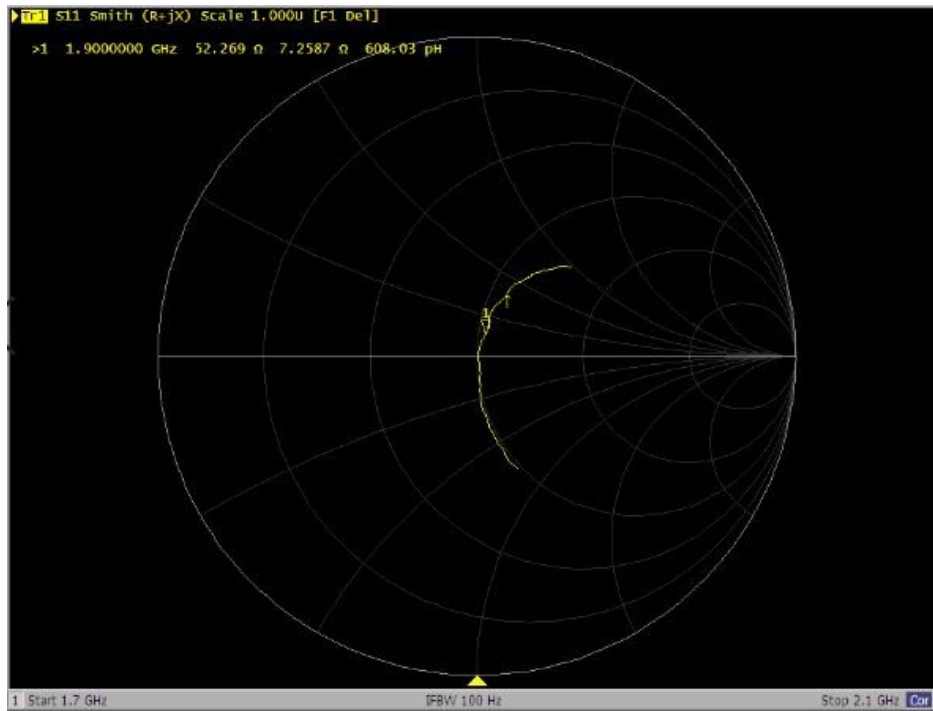 Tr1 S11 Smith (R+jX) Scale 1.000U [F1 Del]
>1 1.9000000 GHz 52.269 Ω 7.2587 Ω 608.03 pH
1
1 Start 1.7 GHz IFBW 100 Hz Stop 2.1 GHz Cor